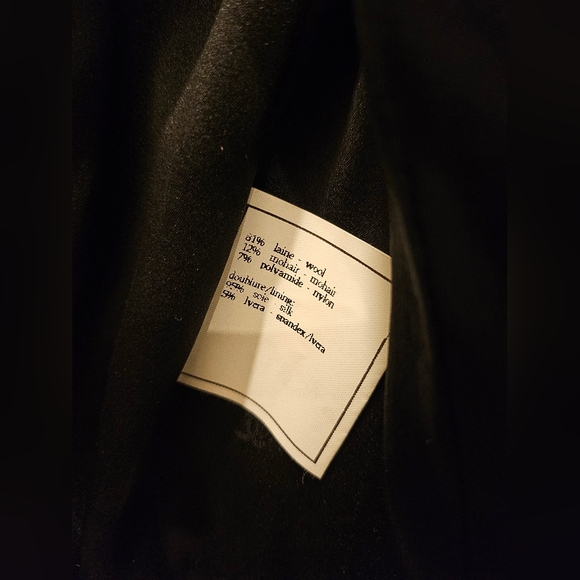 81% laine - wool
12% mohair - mohair
7% polyamide - nylon
doublure/lining:
95% soie silk
5% lycra - spandex/lycra